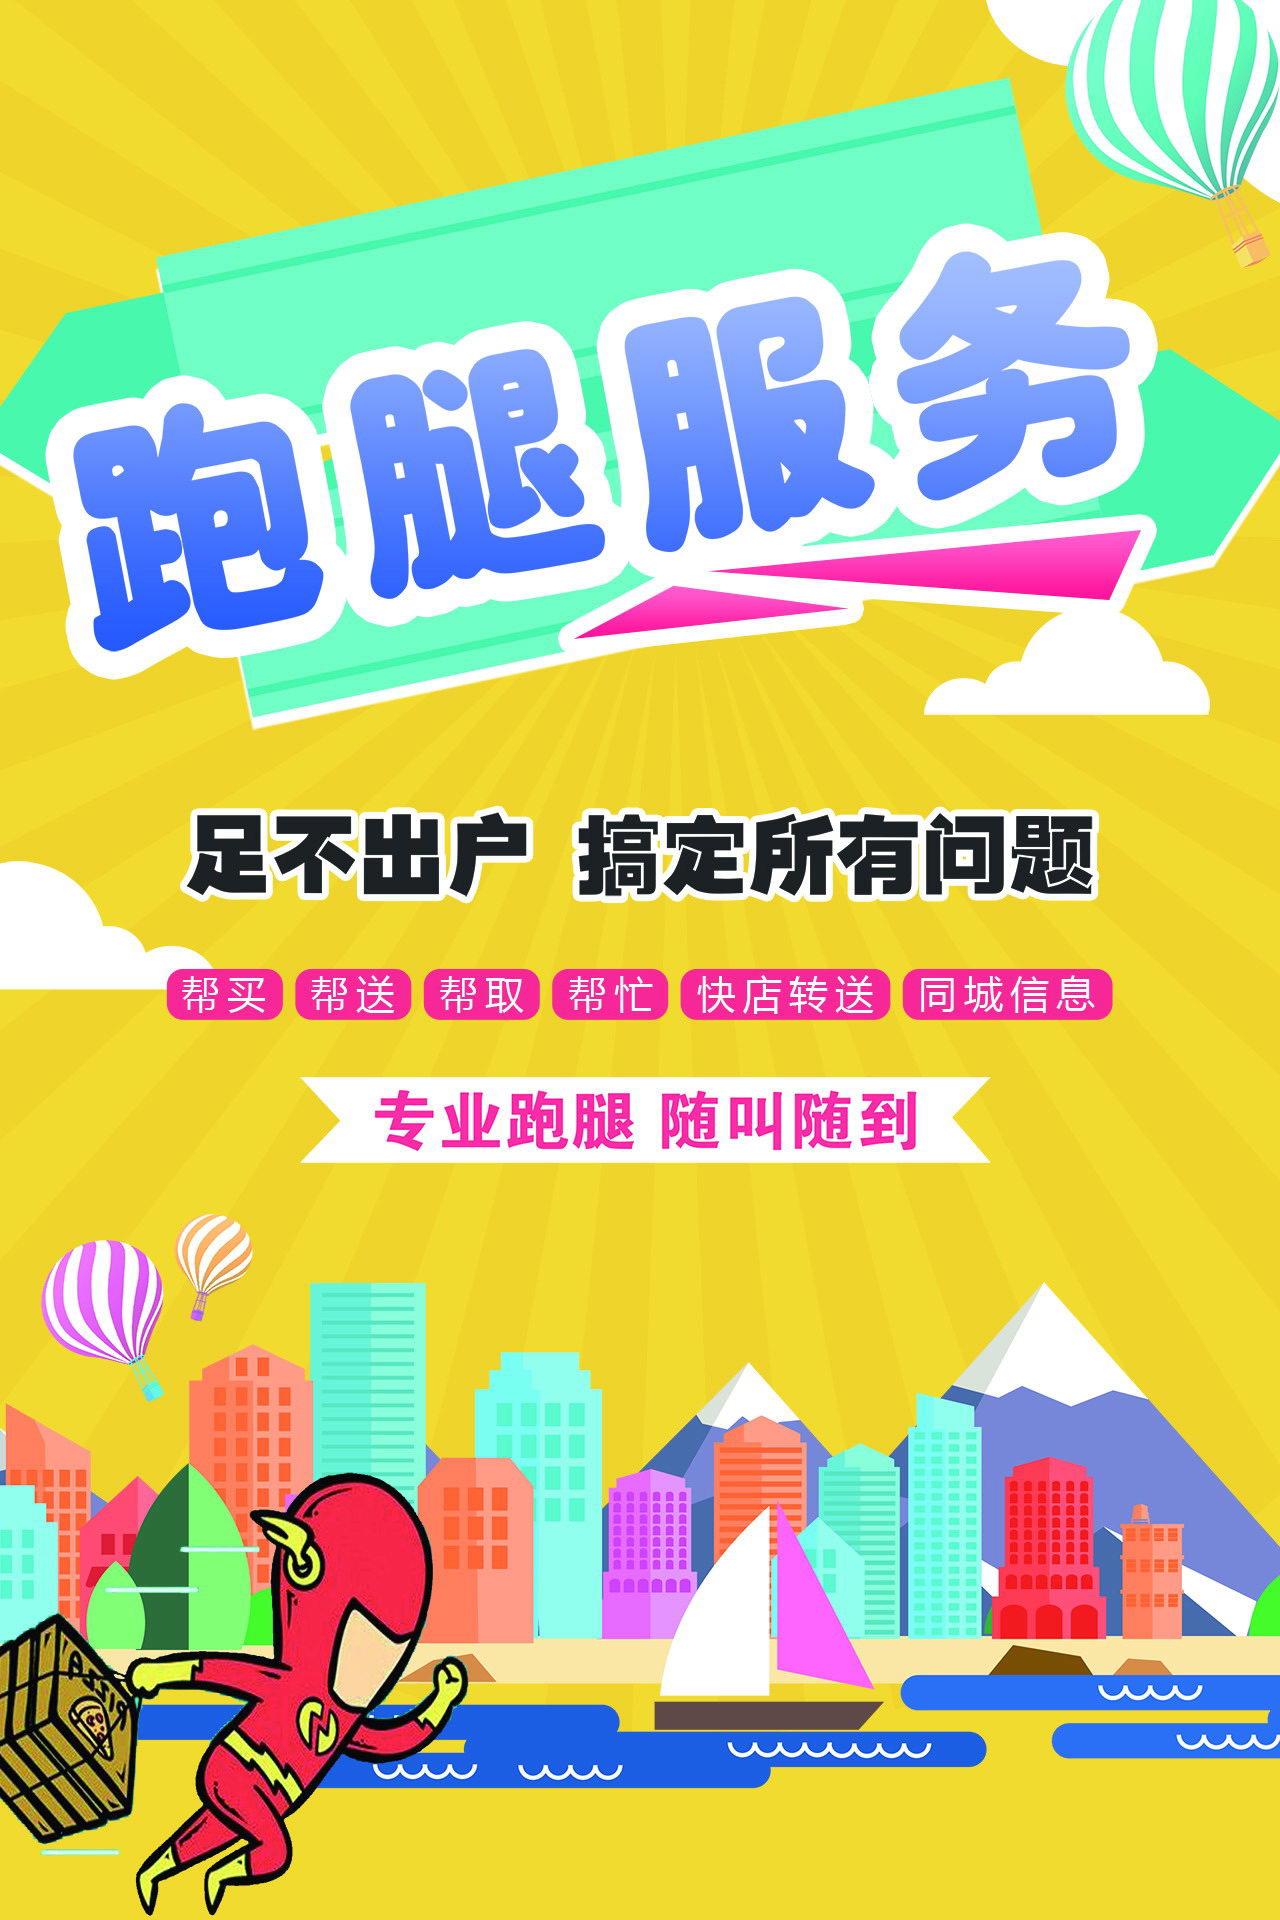 跑腿服务
足不出户 搞定所有问题
帮买 帮送 帮取 帮忙 快店转送 同城信息
专业跑腿 随叫随到